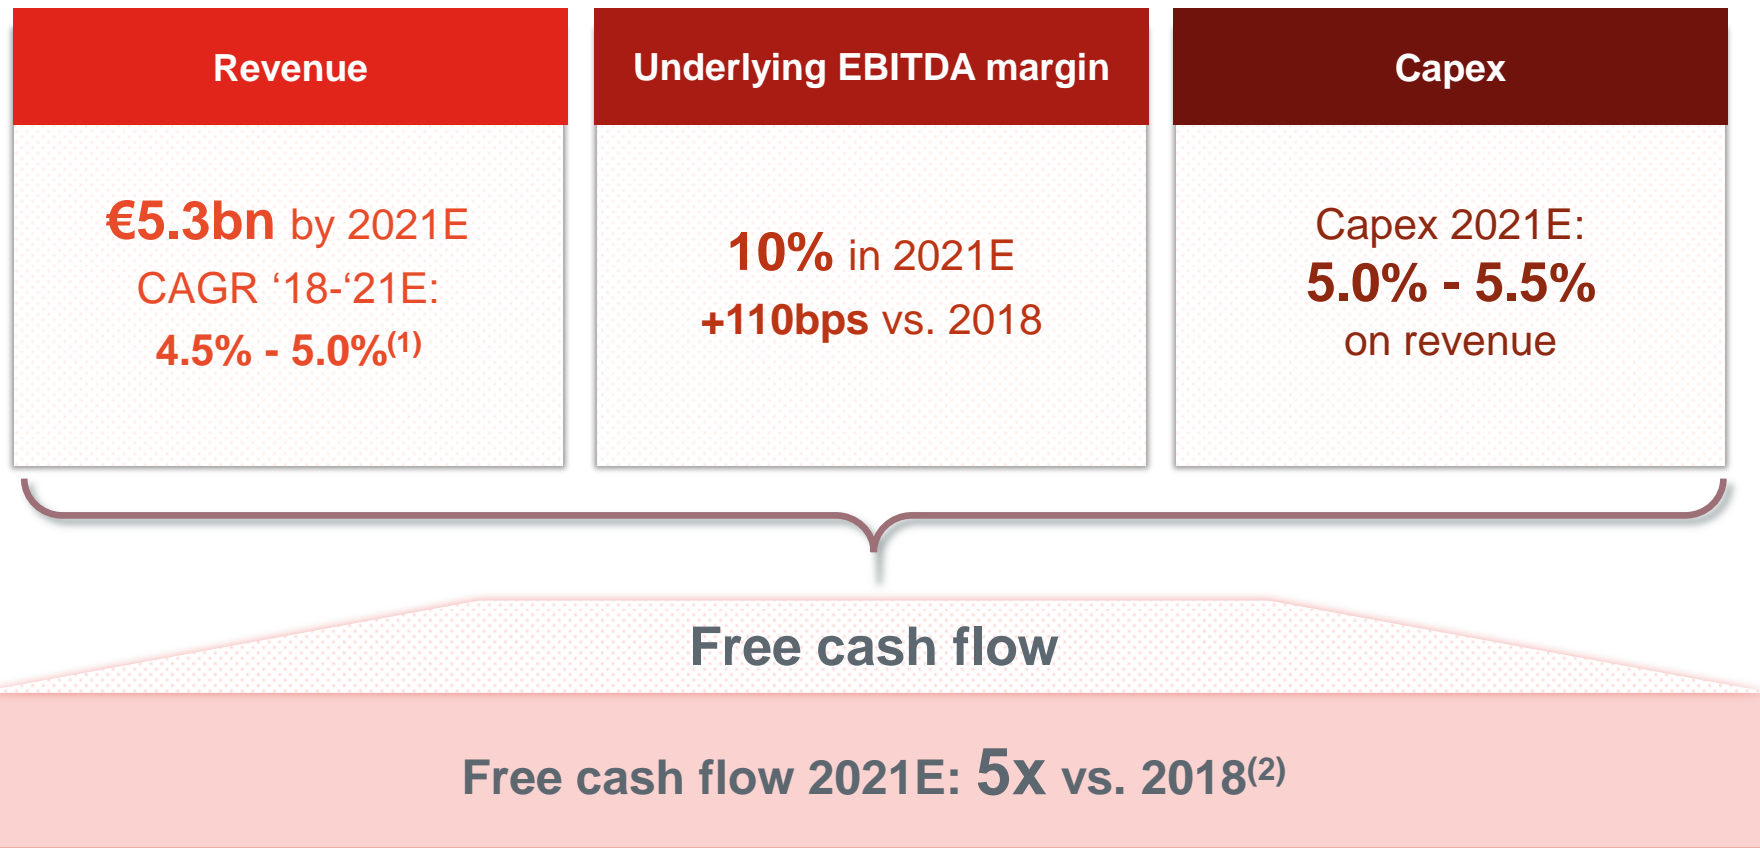 Revenue
€5.3bn by 2021E
CAGR ‘18-‘21E:
4.5% - 5.0%(1)
Underlying EBITDA margin
10% in 2021E
+110bps vs. 2018
Capex
Capex 2021E:
5.0% - 5.5%
on revenue
Free cash flow
Free cash flow 2021E: 5x vs. 2018(2)